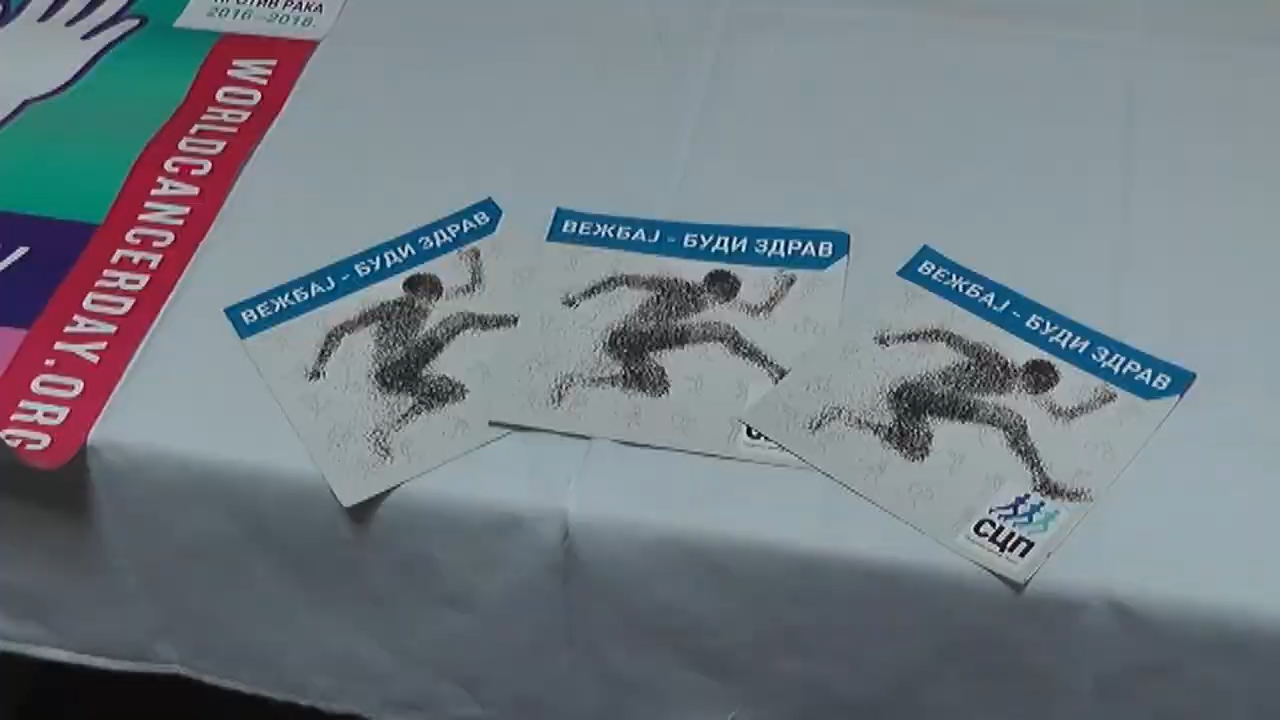 ПРОТИВ РАКА
2016-2018.
WORLDCANCERDAY.ORG
ВЕЖБАЈ - БУДИ ЗДРАВ
ВЕЖБАЈ - БУДИ ЗДРАВ
ВЕЖБАЈ - БУДИ ЗДРАВ
СЦП